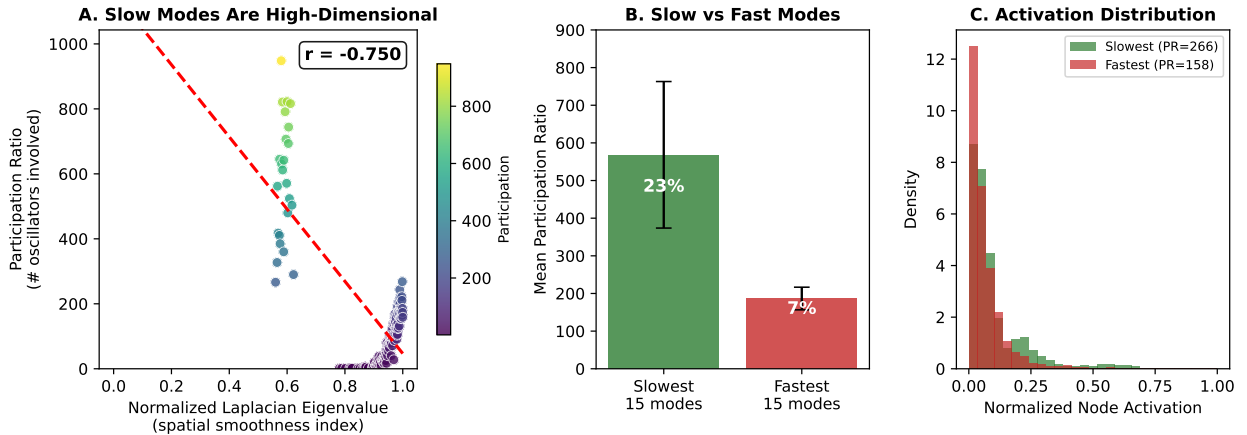 A. Slow Modes Are High-Dimensional
r = -0.750
1000
800
600
400
200
0
0.0
0.2
0.4
0.6
0.8
1.0
Participation Ratio
(# oscillators involved)
Normalized Laplacian Eigenvalue
(spatial smoothness index)
800
600
400
200
Participation
B. Slow vs Fast Modes
900
800
700
600
500
400
300
200
100
0
Mean Participation Ratio
23%
7%
Slowest
15 modes
Fastest
15 modes
C. Activation Distribution
Slowest (PR=266)
Fastest (PR=158)
12
10
8
6
4
2
0
Density
0.00
0.25
0.50
0.75
1.00
Normalized Node Activation